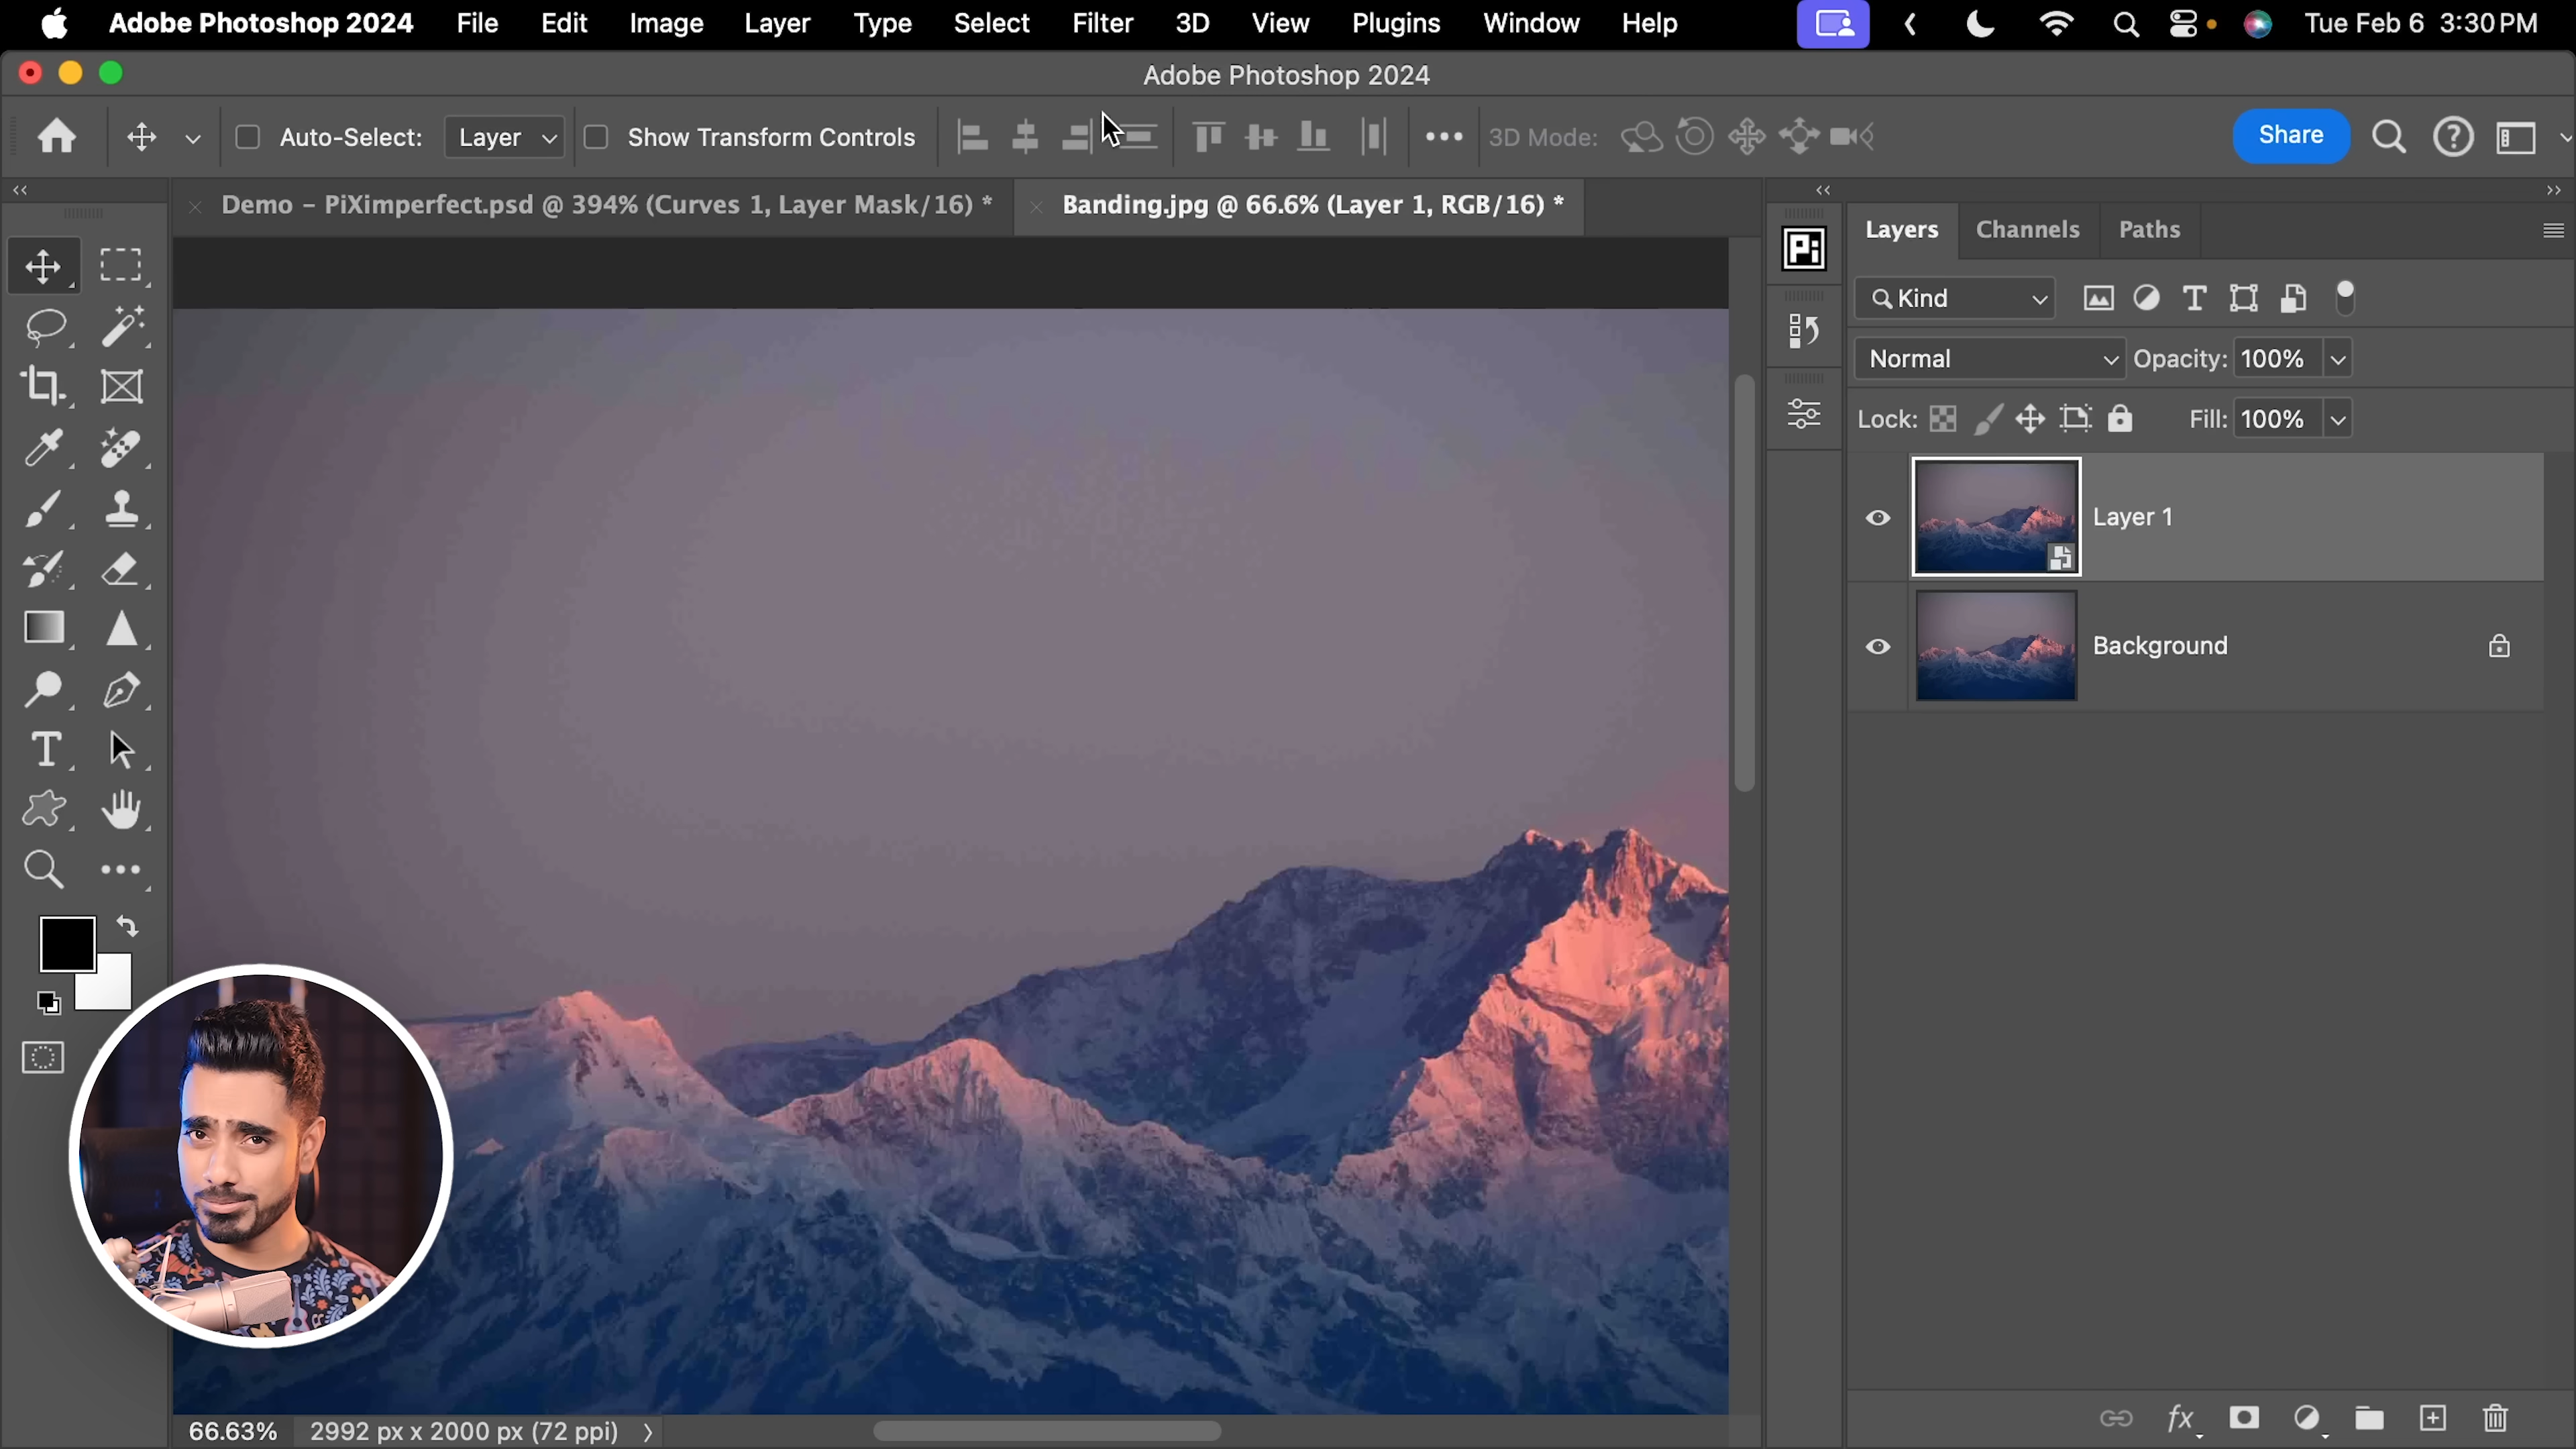 Adobe Photoshop 2024 File Edit Image Layer Type Select Filter 3D View Plugins Window Help Tue Feb 6 3:30 PM
Adobe Photoshop 2024
Auto-Select: Layer Show Transform Controls 3D Mode: Share
Demo – PiXimperfect.psd @ 394% (Curves 1, Layer Mask/16) *
Banding.jpg @ 66.6% (Layer 1, RGB/16) *
Pi
Layers Channels Paths
Kind
Normal Opacity: 100%
Lock: Fill: 100%
Layer 1
Background
66.63% 2992 px x 2000 px (72 ppi)
fx